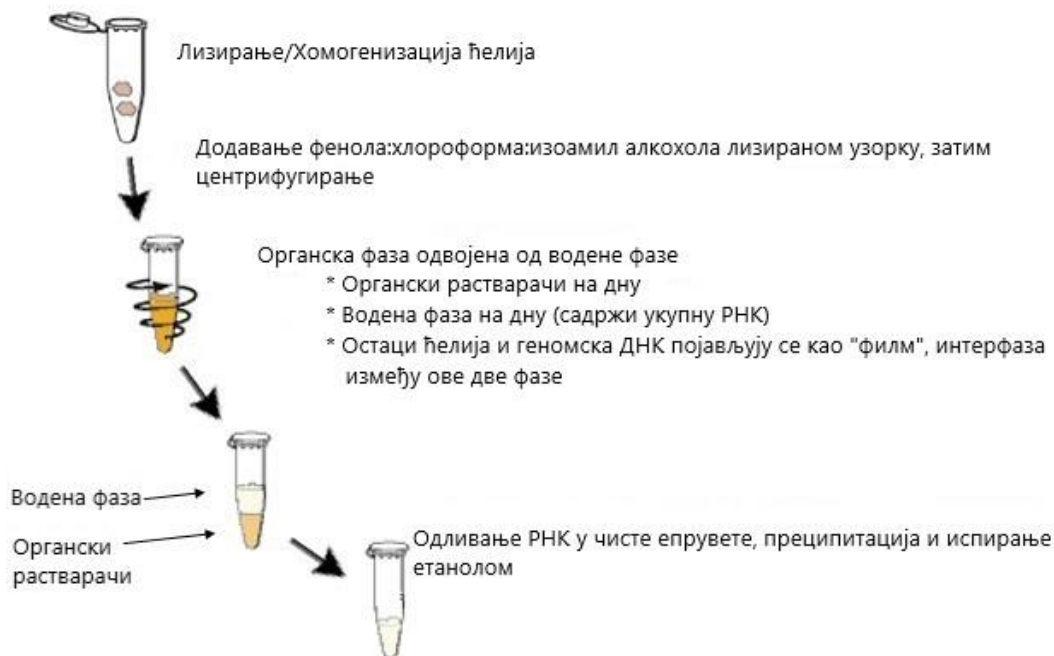 Лизирање/Хомогенизација ћелија
Додавање фенола:хлороформа:изоамил алкохола лизираном узорку, затим
центрифугирање
Органска фаза одвојена од водене фазе
* Органски растварачи на дну
* Водена фаза на дну (садржи укупну РНК)
* Остаци ћелија и геномска ДНК појављују се као "филм", интерфаза
између ове две фазе
Водена фаза
Органски
растварачи
Одливање РНК у чисте епрувете, преципитација и испирање
етанолом